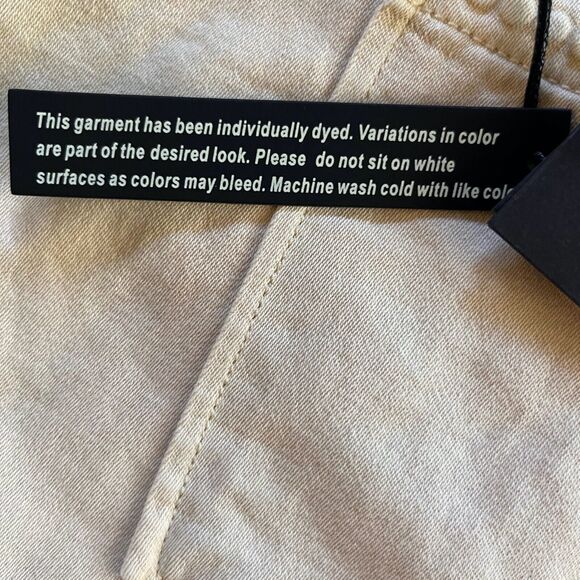 This garment has been individually dyed. Variations in color
are part of the desired look. Please do not sit on white
surfaces as colors may bleed. Machine wash cold with like